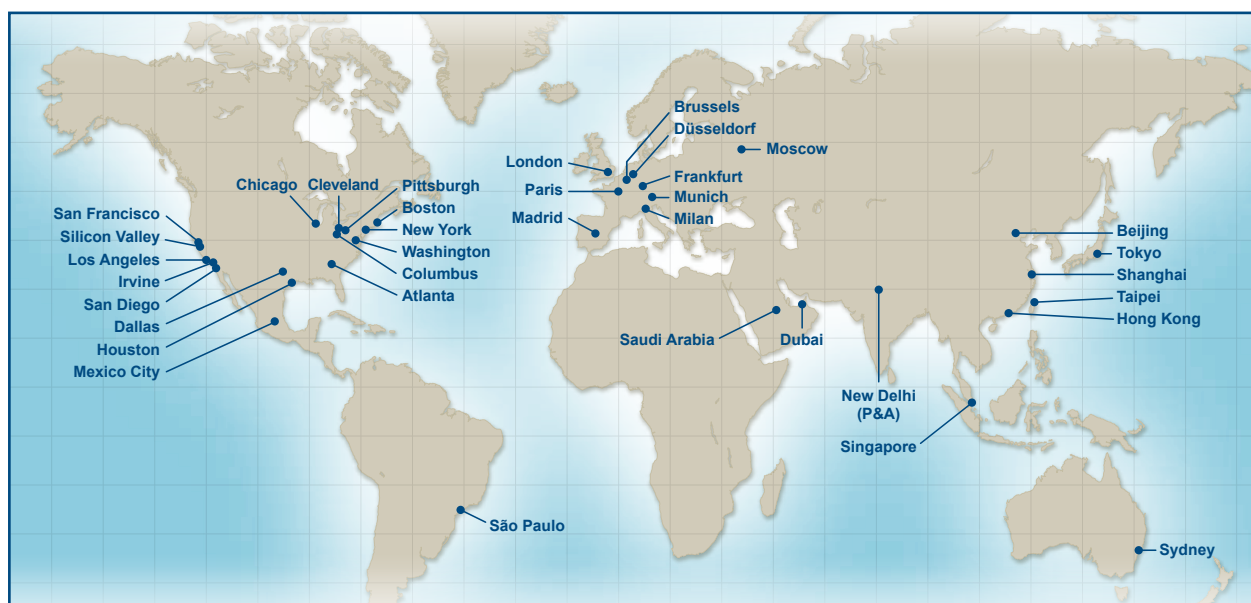 Chicago
Cleveland
Pittsburgh
Boston
New York
Washington
Columbus
Atlanta
San Francisco
Silicon Valley
Los Angeles
Irvine
San Diego
Dallas
Houston
Mexico City
São Paulo
Brussels
Düsseldorf
London
Moscow
Paris
Frankfurt
Munich
Madrid
Milan
Saudi Arabia
Dubai
New Delhi
(P&A)
Singapore
Beijing
Tokyo
Shanghai
Taipei
Hong Kong
Sydney